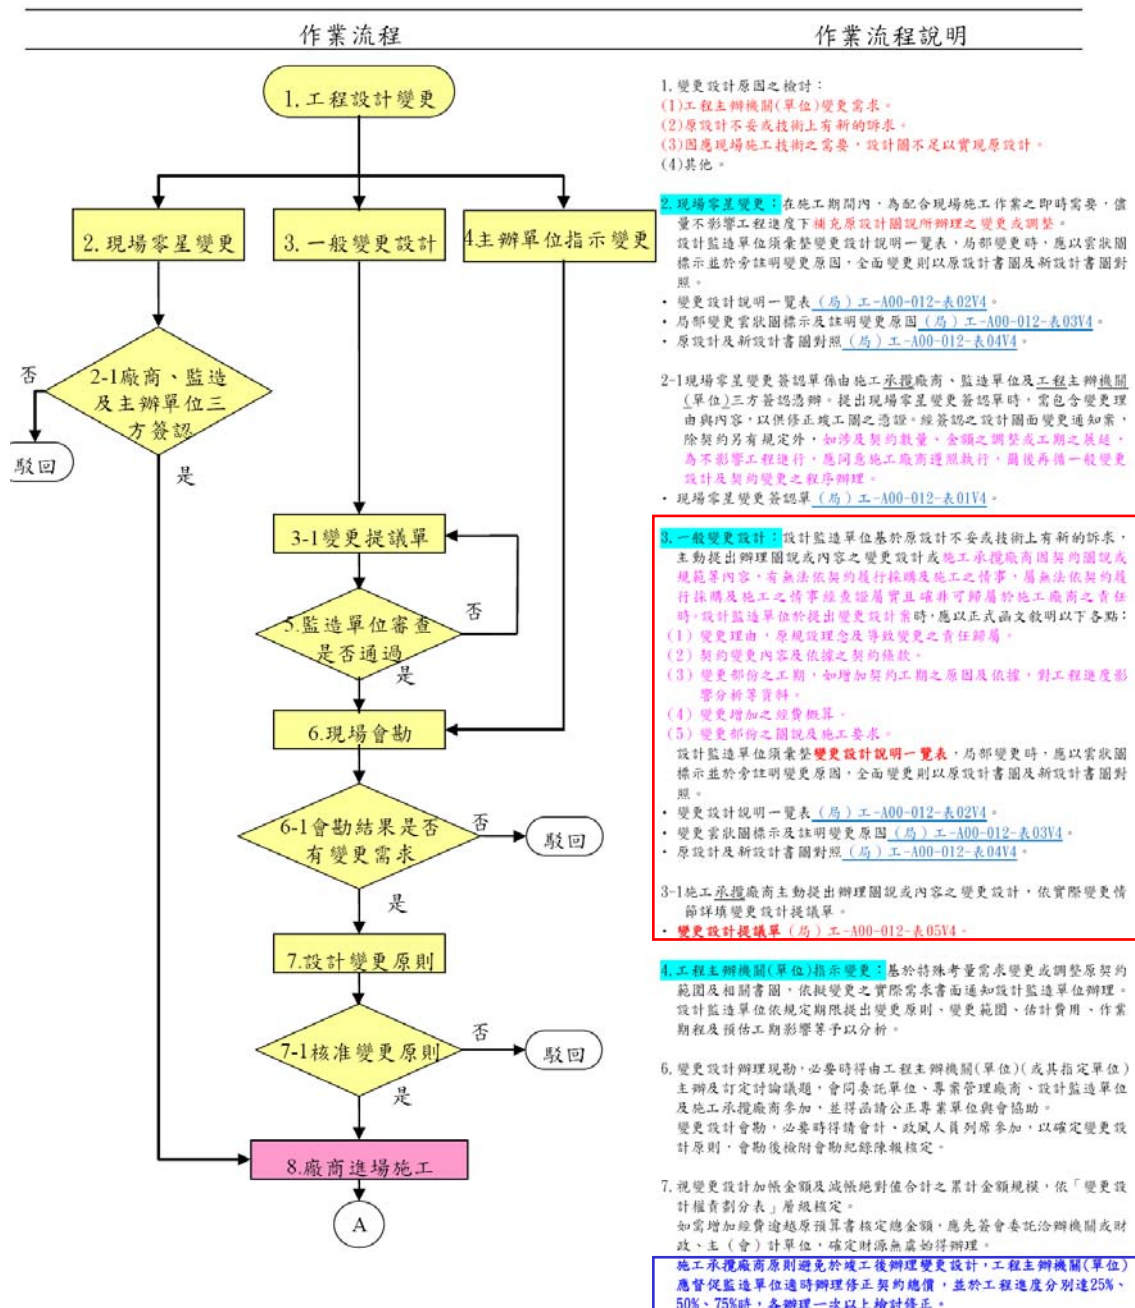 作業流程
作業流程說明
1.工程設計變更
2.現場零星變更
3.一般變更設計
4主辦單位指示變更
否
2-1廠商、監造
及主辦單位三
方簽認
駁回
是
3-1變更提議單
否
5.監造單位審查
是否通過
是
6.現場會勘
6-1會勘結果是否
有變更需求
否
駁回
是
7.設計變更原則
7-1核准變更原則
否
駁回
是
8.廠商進場施工
A
1.變更設計原因之檢討：
(1)工程主辦機關(單位)變更需求。
(2)原設計不妥或技術上有新的訴求。
(3)因應現場施工技術之需要，設計圖不足以實現原設計。
(4)其他。
2.現場零星變更：在施工期間內，為配合現場施工作業之即時需要，儘
量不影響工程進度下補充原設計圖說所辦理之變更或調整。
設計監造單位須彙整變更設計說明一覽表，局部變更時，應以雲狀圖
標示並於旁註明變更原因，全面變更則以原設計書圖及新設計書圖對
照。
・ 變更設計說明一覽表(局)工-A00-012-表02V4。
・ 局部變更雲狀圖標示及註明變更原因(局)工-A00-012-表03V4。
・ 原設計及新設計書圖對照(局)工-A00-012-表04V4。
2-1現場零星變更簽認單係由施工承攬廠商、監造單位及工程主辦機關
(單位)三方簽認憑辦。提出現場零星變更簽認單時，需包含變更理
由與內容，以供修正竣工圖之憑證。經簽認之設計圖面變更通知案，
除契約另有規定外，如涉及契約數量、金額之調整或工期之展延，
為不影響工程進行，應同意施工廠商遵照執行，爾後再循一般變更
設計及契約變更之程序辦理。
・ 現場零星變更簽認單(局)工-A00-012-表01V4。
3.一般變更設計：設計監造單位基於原設計不妥或技術上有新的訴求，
主動提出辦理圖說或內容之變更設計或施工承攬廠商因契約圖說或
規範等內容，有無法依契約履行採購及施工之情事，屬無法依契約履
行採購及施工之情事經查證屬實且確非可歸屬於施工廠商之責任
時，設計監造單位於提出變更設計案時，應以正式函文敘明以下各點：
(1) 變更理由，原規設理念及導致變更之責任歸屬。
(2) 契約變更內容及依據之契約條款。
(3) 變更部份之工期，如增加契約工期之原因及依據，對工程進度影
響分析等資料。
(4) 變更增加之經費概算。
(5) 變更部份之圖說及施工要求。
設計監造單位須彙整變更設計說明一覽表，局部變更時，應以雲狀圖
標示並於旁註明變更原因，全面變更則以原設計書圖及新設計書圖對
照。
・ 變更設計說明一覽表(局)工-A00-012-表02V4。
・ 變更雲狀圖標示及註明變更原因(局)工-A00-012-表03V4。
・ 原設計及新設計書圖對照(局)工-A00-012-表04V4。
3-1施工承攬廠商主動提出辦理圖說或內容之變更設計，依實際變更情
節詳填變更設計提議單。
・ 變更設計提議單(局)工-A00-012-表05V4。
4.工程主辦機關(單位)指示變更：基於特殊考量需求變更或調整原契約
範圍及相關書圖，依擬變更之實際需求書面通知設計監造單位辦理。
設計監造單位依規定期限提出變更原則、變更範圍、估計費用、作業
期程及預估工期影響等予以分析。
6.變更設計辦理現勘，必要時得由工程主辦機關(單位)(或其指定單位)
主辦及訂定討論議題，會同委託單位、專案管理廠商、設計監造單位
及施工承攬廠商參加，並得函請公正專業單位與會協助。
變更設計會勘，必要時得請會計、政風人員列席參加，以確定變更設
計原則，會勘後檢附會勘紀錄陳報核定。
7.視變更設計加帳金額及減帳絕對值合計之累計金額規模，依「變更設
計權責劃分表」層級核定。
如需增加經費逾越原預算書核定總金額，應先簽會委託洽辦機關或財
政、主（會）計單位，確定財源無虞始得辦理。
施工承攬廠商原則避免於竣工後辦理變更設計，工程主辦機關(單位)
應督促監造單位適時辦理修正契約總價，並於工程進度分別達25%、
50%、75%時，各辦理一次以上檢討修正。